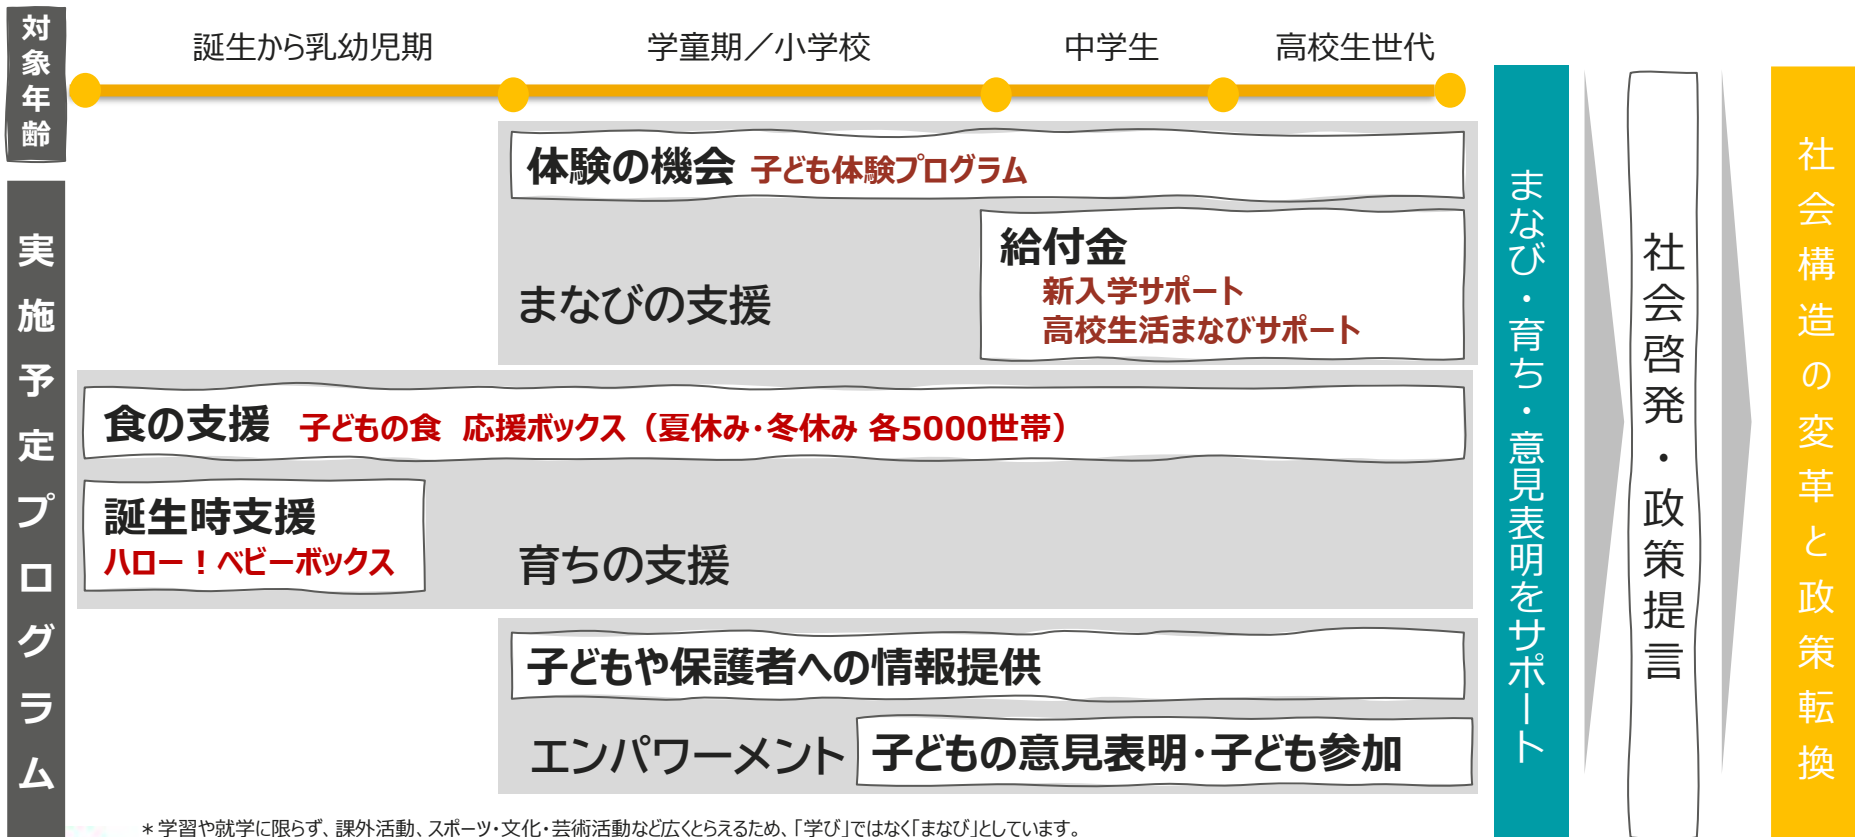 対象年齢
誕生から乳幼児期
学童期／小学校
中学生
高校生世代
実施予定プログラム
体験の機会 子ども体験プログラム
給付金
新入学サポート
高校生活まなびサポート
まなびの支援
食の支援 子どもの食 応援ボックス（夏休み・冬休み 各5000世帯）
誕生時支援
ハロー！ベビーボックス
育ちの支援
子どもや保護者への情報提供
エンパワーメント
子どもの意見表明・子ども参加
まなび・育ち・意見表明をサポート
社会啓発・政策提言
社会構造の変革と政策転換
＊学習や就学に限らず、課外活動、スポーツ・文化・芸術活動など広くとらえるため、「学び」ではなく「まなび」としています。